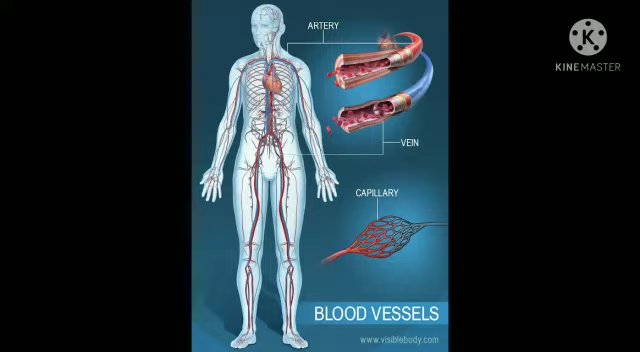 ARTERY
KINEMASTER
VEIN
CAPILLARY
BLOOD VESSELS
www.visiblebody.com